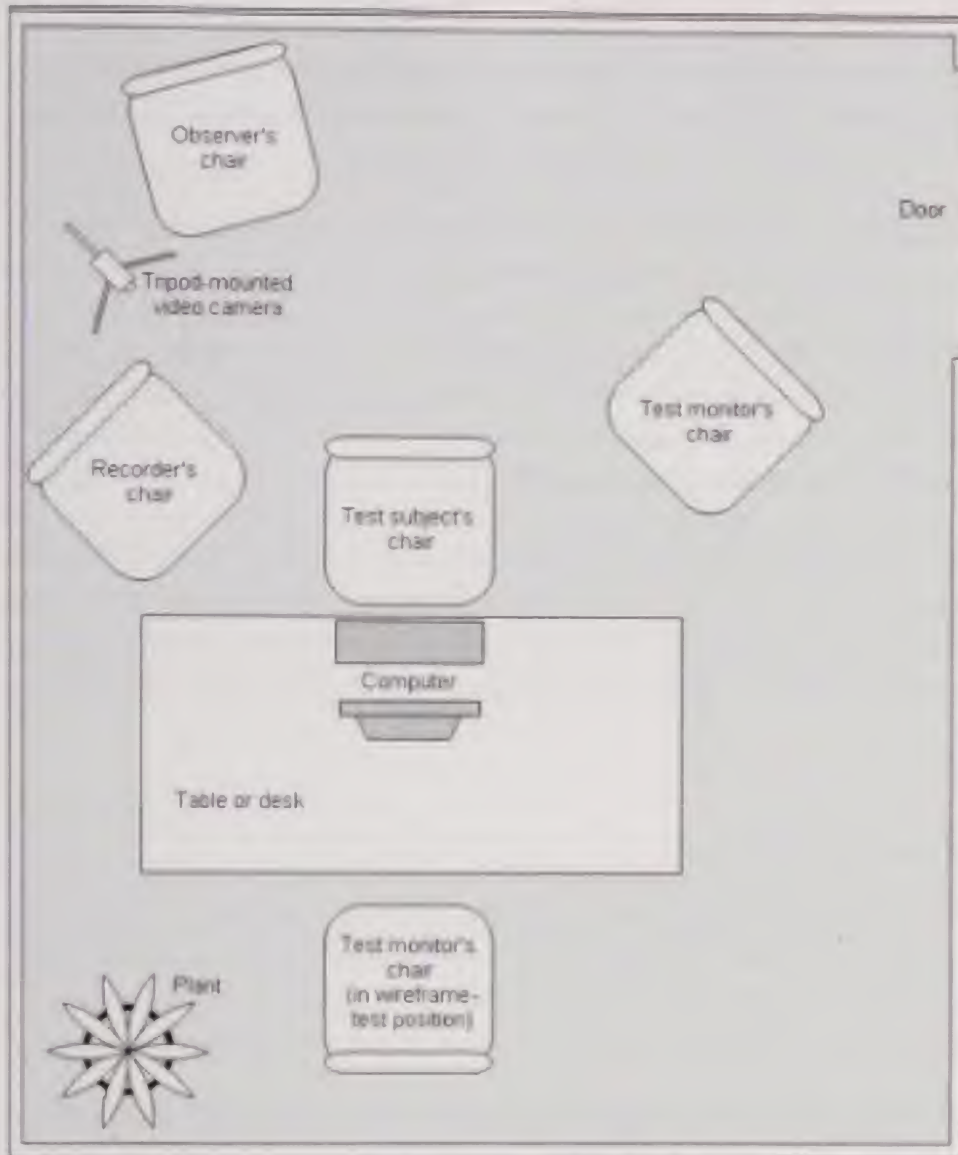 Observer's
chair
Door
Tripod-mounted
video camera
Test monitor's
chair
Recorder's
chair
Test subject's
chair
Computer
Table or desk
Test monitor's
chair
(in wireframe-
test position)
Plant